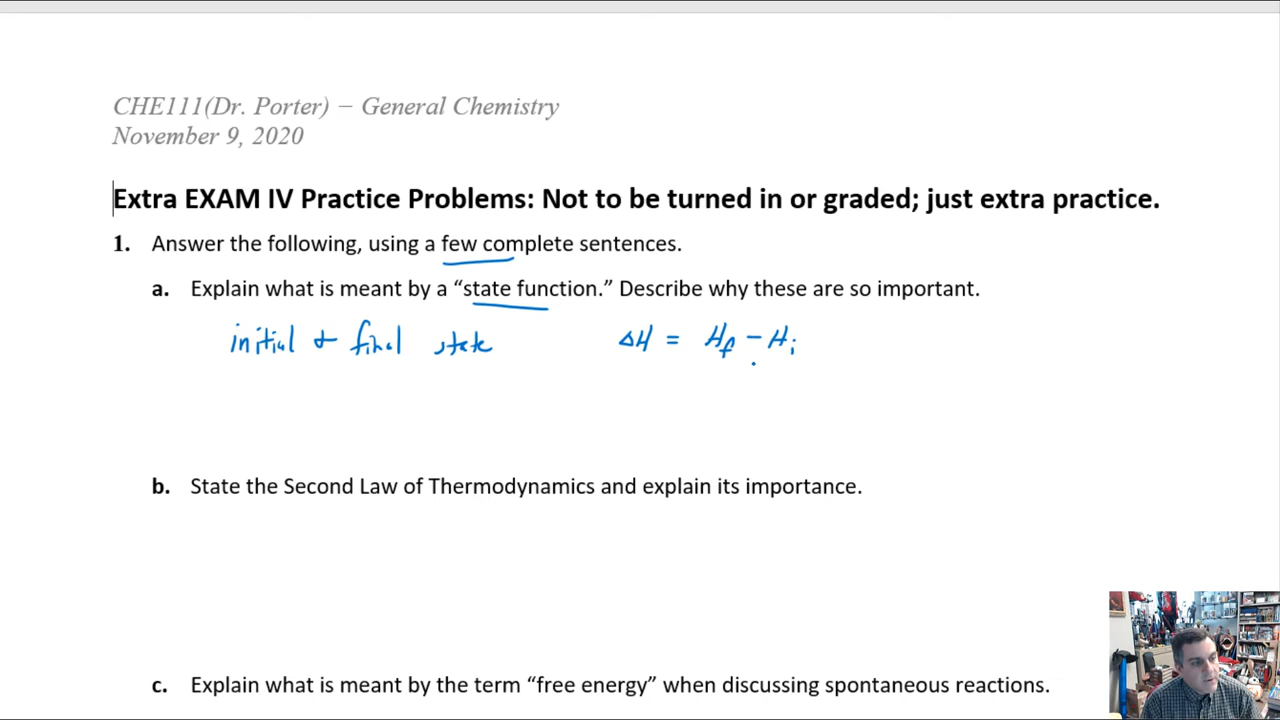 CHE111(Dr. Porter) − General Chemistry
November 9, 2020
Extra EXAM IV Practice Problems: Not to be turned in or graded; just extra practice.
1. Answer the following, using a few complete sentences.
a. Explain what is meant by a “state function.” Describe why these are so important.
initial & final state ΔH = Hf − Hi
b. State the Second Law of Thermodynamics and explain its importance.
c. Explain what is meant by the term “free energy” when discussing spontaneous reactions.